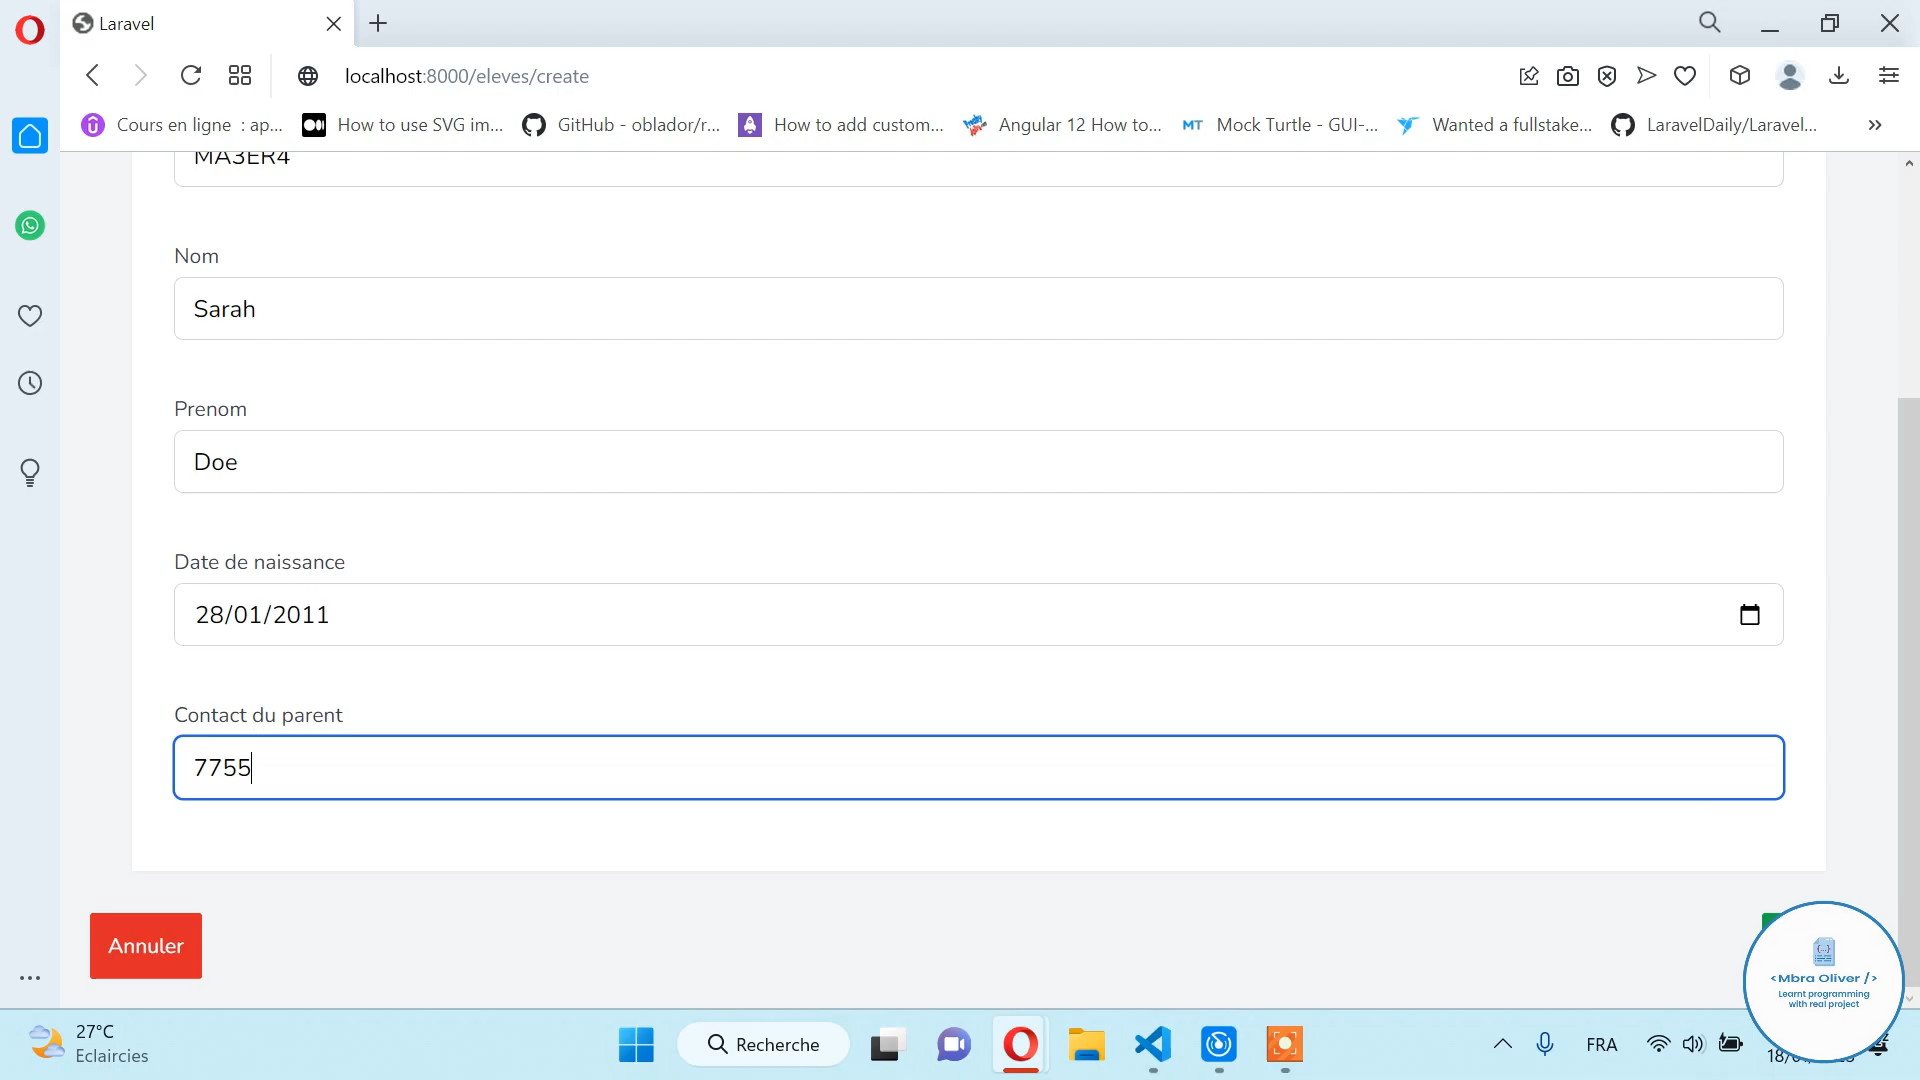 Laravel
localhost:8000/eleves/create
Cours en ligne : ap...
How to use SVG im...
GitHub - oblador/r...
How to add custom...
Angular 12 How to...
MT
Mock Turtle - GUI-...
Wanted a fullstake...
LaravelDaily/Laravel...
MA3ER4
Nom
Sarah
Prenom
Doe
Date de naissance
28/01/2011
Contact du parent
7755
Annuler
{...}
<Mbra Oliver />
Learnt programming
with real project
27°C
Eclaircies
Recherche
FRA